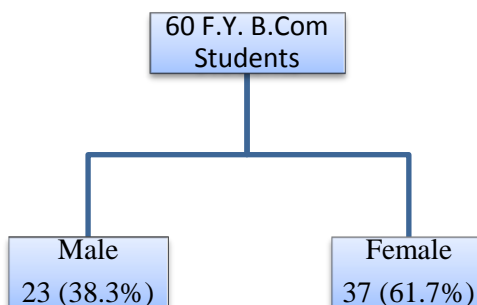 60 F.Y. B.Com
Students
Male
23 (38.3%)
Female
37 (61.7%)